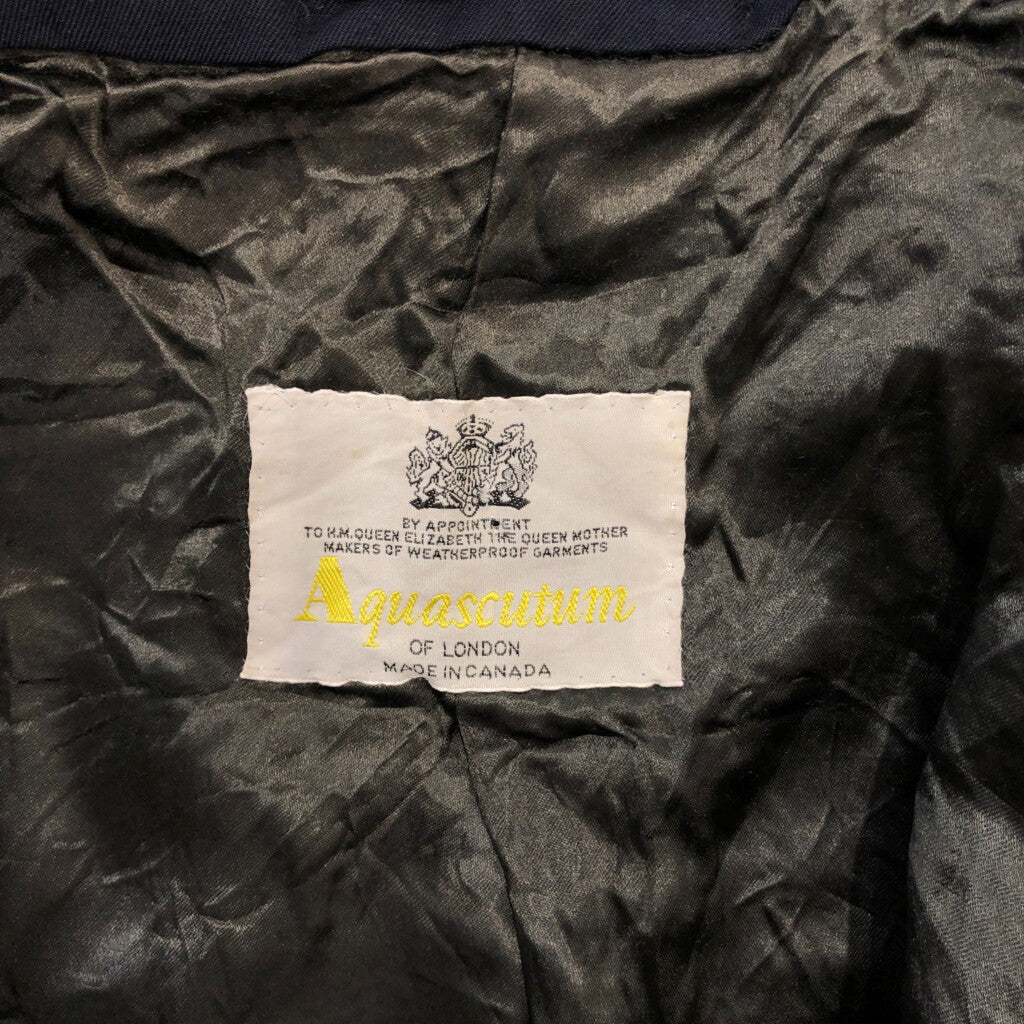 BY APPOINTMENT
TO H.M.QUEEN ELIZABETH THE QUEEN MOTHER
MAKERS OF WEATHERPROOF GARMENTS
Aquascutum
OF LONDON
MADE IN CANADA